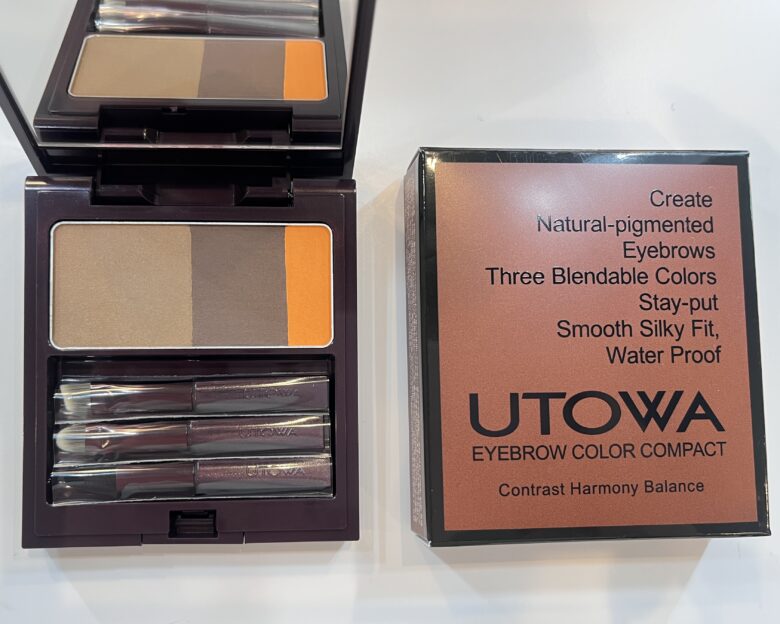 Create
Natural-pigmented
Eyebrows
Three Blendable Colors
Stay-put
Smooth Silky Fit,
Water Proof
UTOWA
EYEBROW COLOR COMPACT
Contrast Harmony Balance
UTOWA
UTOWA
UTOWA